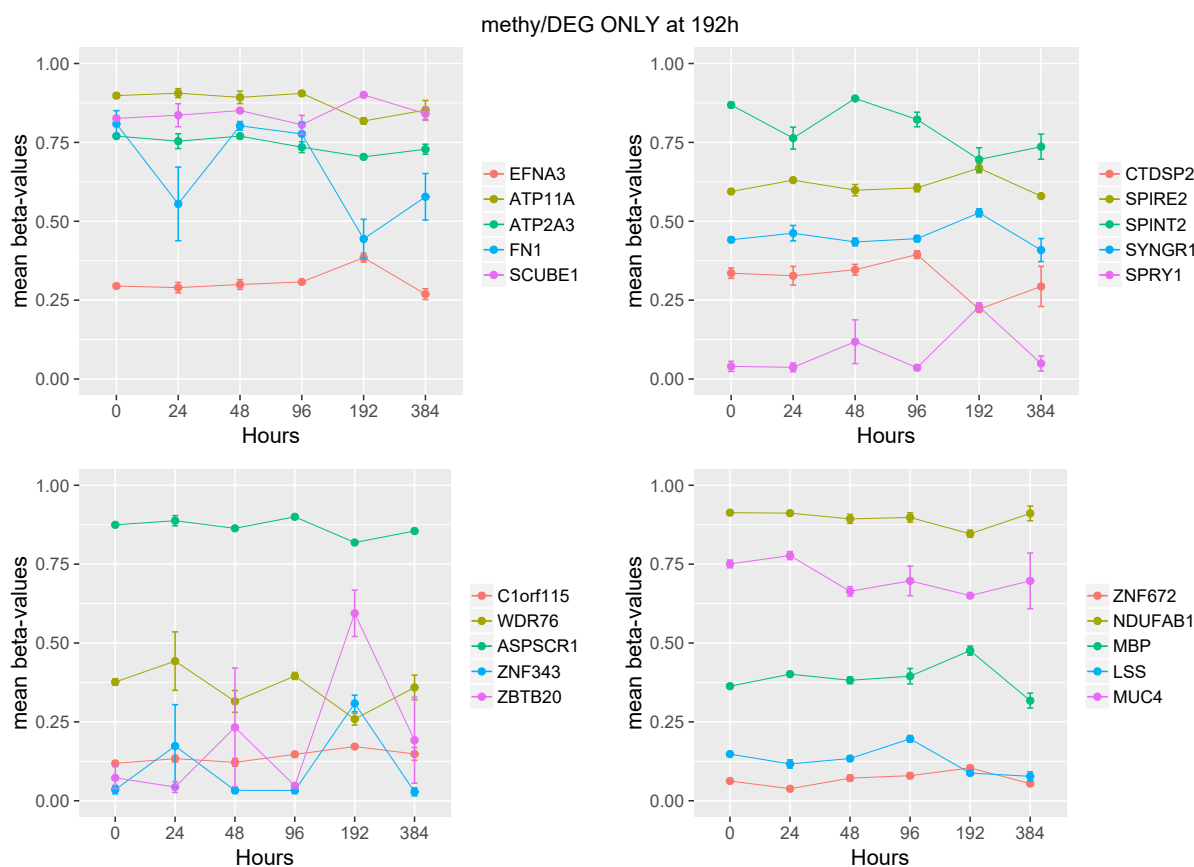 methy/DEG ONLY at 192h
mean beta-values
1.00
0.75
0.50
0.25
0.00
0 24 48 96 192 384
Hours
EFNA3
ATP11A
ATP2A3
FN1
SCUBE1
mean beta-values
1.00
0.75
0.50
0.25
0.00
0 24 48 96 192 384
Hours
CTDSP2
SPIRE2
SPINT2
SYNGR1
SPRY1
mean beta-values
1.00
0.75
0.50
0.25
0.00
0 24 48 96 192 384
Hours
C1orf115
WDR76
ASPSCR1
ZNF343
ZBTB20
mean beta-values
1.00
0.75
0.50
0.25
0.00
0 24 48 96 192 384
Hours
ZNF672
NDUFAB1
MBP
LSS
MUC4